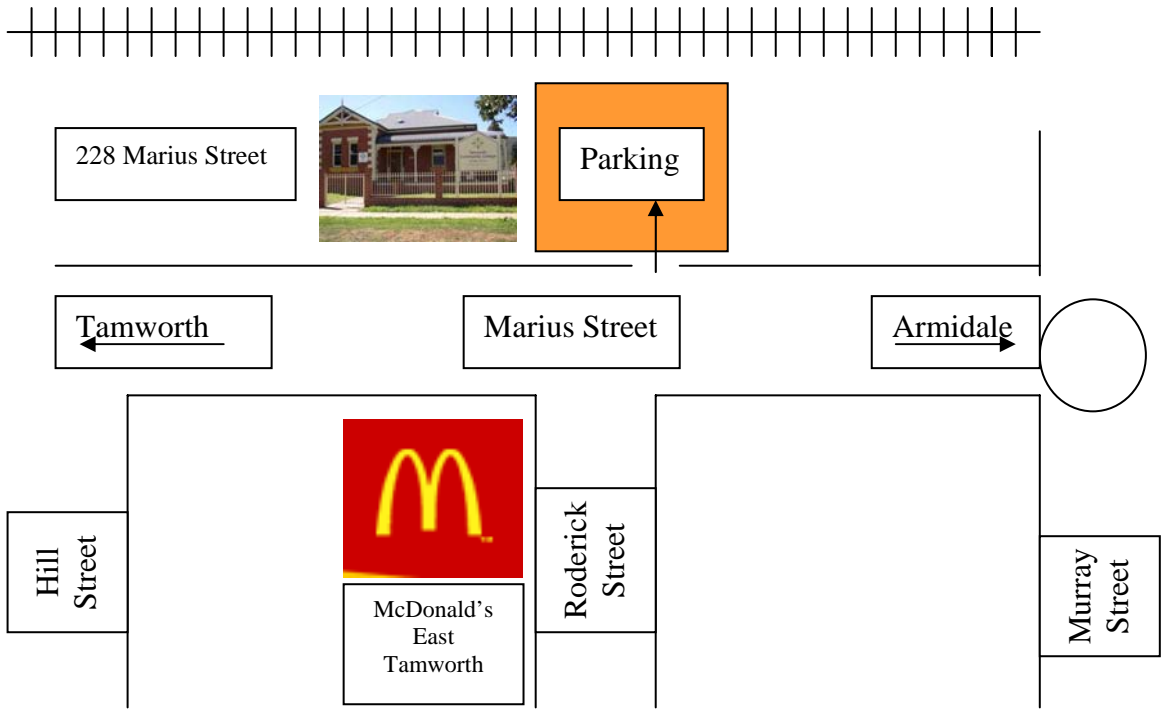 228 Marius Street
Parking
Tamworth
Marius Street
Armidale
Hill
Street
McDonald's
East
Tamworth
Roderick
Street
Murray
Street